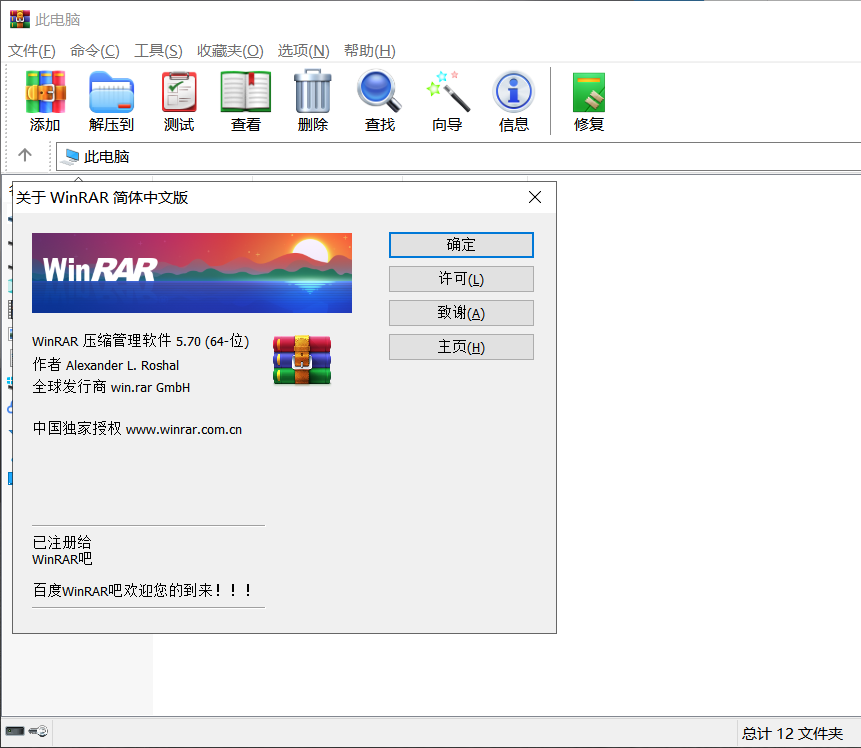 此电脑
文件(F) 命令(C) 工具(S) 收藏夹(O) 选项(N) 帮助(H)
添加 解压到 测试 查看 删除 查找 向导 信息 修复
此电脑
关于 WinRAR 简体中文版
WinRAR
确定
许可(L)
致谢(A)
主页(H)
WinRAR 压缩管理软件 5.70 (64-位)
作者 Alexander L. Roshal
全球发行商 win.rar GmbH
中国独家授权 www.winrar.com.cn
已注册给
WinRAR吧
百度WinRAR吧欢迎您的到来！！！
总计 12 文件夹